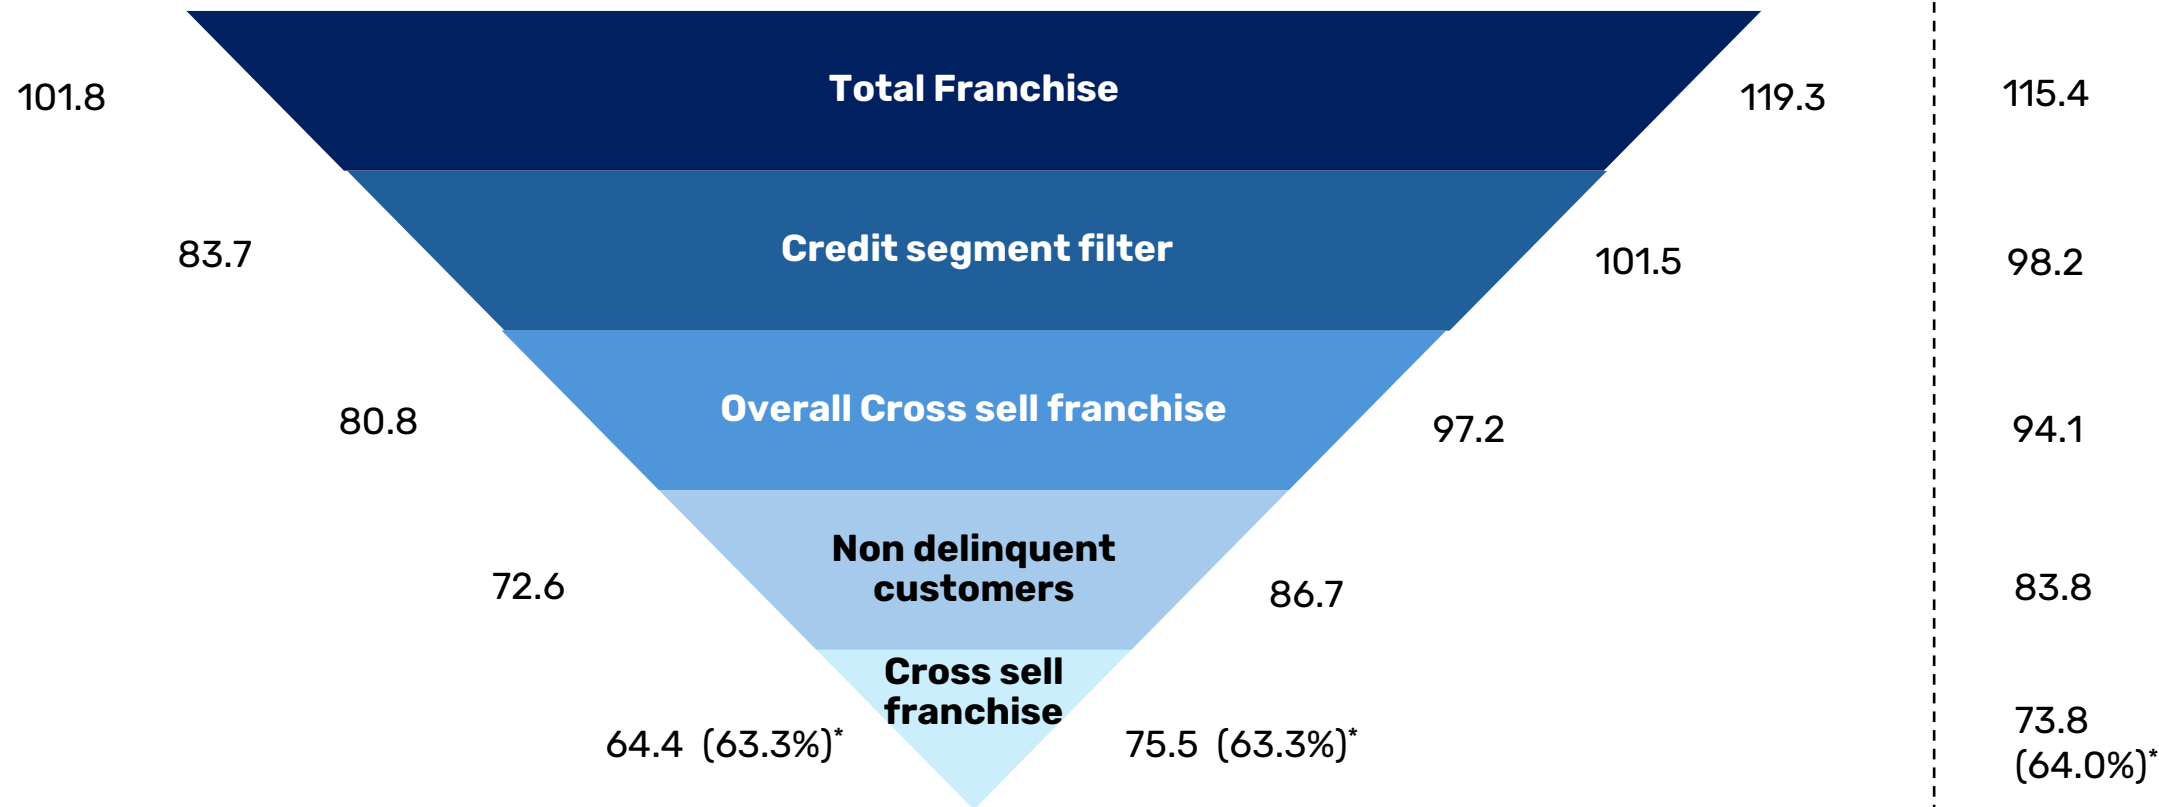 101.8 Total Franchise 119.3 115.4
83.7 Credit segment filter 101.5 98.2
80.8 Overall Cross sell franchise 97.2 94.1
Non delinquent
customers
72.6 86.7 83.8
Cross sell
franchise
64.4 (63.3%)* 75.5 (63.3%)* 73.8
(64.0%)*